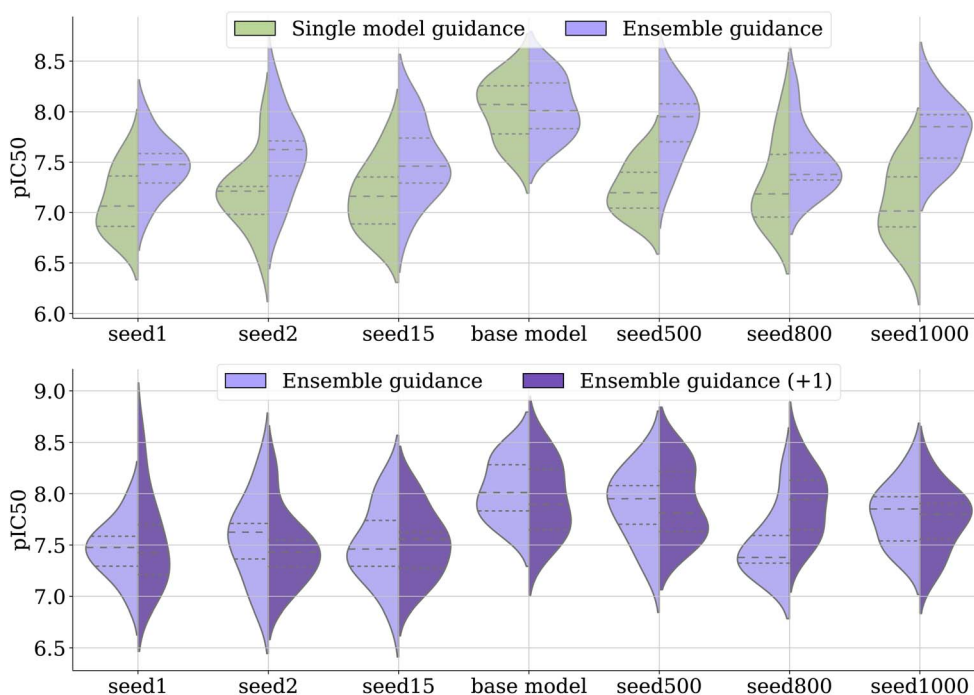 Single model guidance Ensemble guidance
8.5
8.0
7.5
7.0
6.5
6.0
pIC50
seed1 seed2 seed15 base model seed500 seed800 seed1000
Ensemble guidance Ensemble guidance (+1)
9.0
8.5
8.0
7.5
7.0
6.5
pIC50
seed1 seed2 seed15 base model seed500 seed800 seed1000